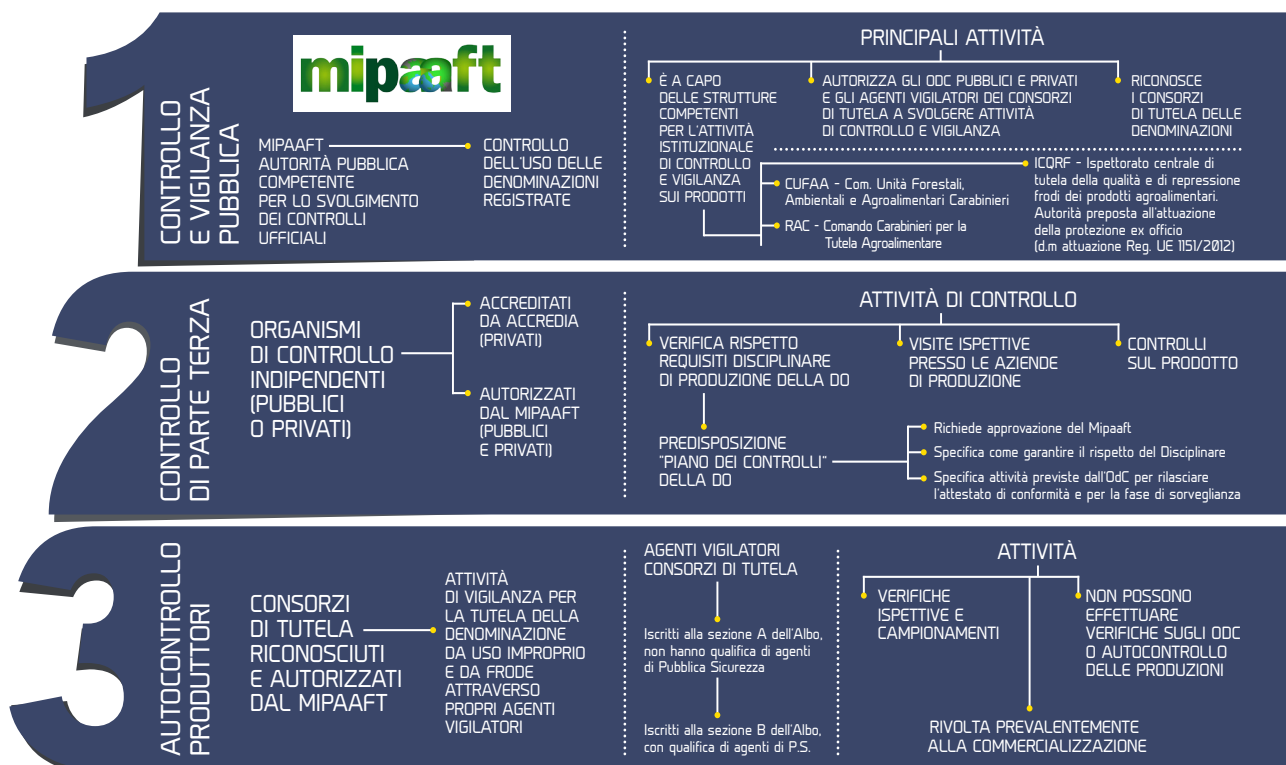 1
CONTROLLO
E VIGILANZA
PUBBLICA
mipaaft
MIPAAFT
AUTORITÀ PUBBLICA
COMPETENTE
PER LO SVOLGIMENTO
DEI CONTROLLI
UFFICIALI
CONTROLLO
DELL'USO DELLE
DENOMINAZIONI
REGISTRATE
PRINCIPALI ATTIVITÀ
È A CAPO
DELLE STRUTTURE
COMPETENTI
PER L'ATTIVITÀ
ISTITUZIONALE
DI CONTROLLO
E VIGILANZA
SUI PRODOTTI
AUTORIZZA GLI ODC PUBBLICI E PRIVATI
E GLI AGENTI VIGILATORI DEI CONSORZI
DI TUTELA A SVOLGERE ATTIVITÀ
DI CONTROLLO E VIGILANZA
RICONOSCE
I CONSORZI
DI TUTELA DELLE
DENOMINAZIONI
CUFAA - Com. Unità Forestali,
Ambientali e Agroalimentari Carabinieri
RAC - Comando Carabinieri per la
Tutela Agroalimentare
ICQRF - Ispettorato centrale di
tutela della qualità e di repressione
frodi dei prodotti agroalimentari.
Autorità preposta all'attuazione
della protezione ex officio
(d.m attuazione Reg. UE 1151/2012)
2
CONTROLLO
DI PARTE TERZA
ORGANISMI
DI CONTROLLO
INDIPENDENTI
(PUBBLICI
O PRIVATI)
ACCREDITATI
DA ACCREDIA
(PRIVATI)
AUTORIZZATI
DAL MIPAAFT
(PUBBLICI
E PRIVATI)
ATTIVITÀ DI CONTROLLO
VERIFICA RISPETTO
REQUISITI DISCIPLINARE
DI PRODUZIONE DELLA DO
VISITE ISPETTIVE
PRESSO LE AZIENDE
DI PRODUZIONE
CONTROLLI
SUL PRODOTTO
PREDISPOSIZIONE
"PIANO DEI CONTROLLI"
DELLA DO
Richiede approvazione del Mipaaft
Specifica come garantire il rispetto del Disciplinare
Specifica attività previste dall'OdC per rilasciare
l'attestato di conformità e per la fase di sorveglianza
3
AUTOCONTROLLO
PRODUTTORI
CONSORZI
DI TUTELA
RICONOSCIUTI
E AUTORIZZATI
DAL MIPAAFT
ATTIVITÀ
DI VIGILANZA PER
LA TUTELA DELLA
DENOMINAZIONE
DA USO IMPROPRIO
E DA FRODE
ATTRAVERSO
PROPRI AGENTI
VIGILATORI
AGENTI VIGILATORI
CONSORZI DI TUTELA
Iscritti alla sezione A dell'Albo,
non hanno qualifica di agenti
di Pubblica Sicurezza
Iscritti alla sezione B dell'Albo,
con qualifica di agenti di P.S.
ATTIVITÀ
VERIFICHE
ISPETTIVE E
CAMPIONAMENTI
NON POSSONO
EFFETTUARE
VERIFICHE SUGLI ODC
O AUTOCONTROLLO
DELLE PRODUZIONI
RIVOLTA PREVALENTEMENTE
ALLA COMMERCIALIZZAZIONE